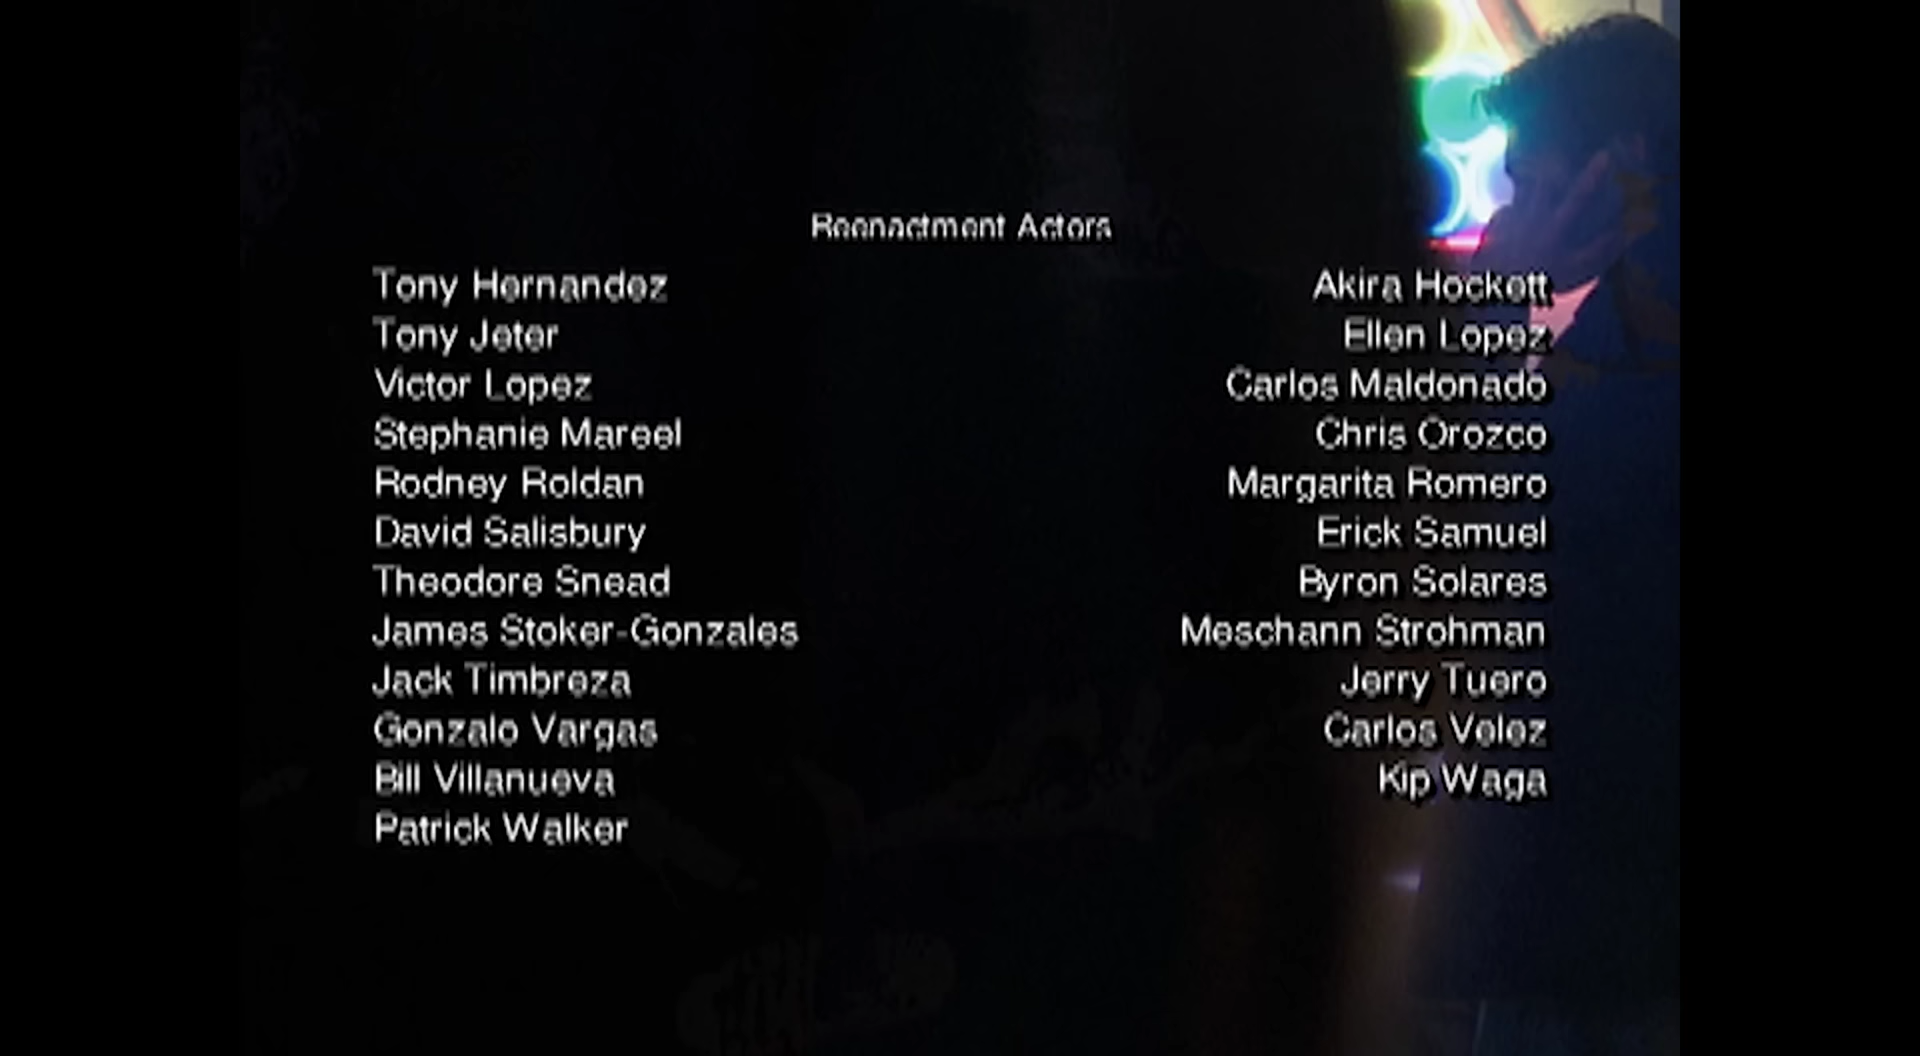 Reenactment Actors
Tony Hernandez Akira Hockett
Tony Jeter Ellen Lopez
Victor Lopez Carlos Maldonado
Stephanie Mareel Chris Orozco
Rodney Roldan Margarita Romero
David Salisbury Erick Samuel
Theodore Snead Byron Solares
James Stoker-Gonzales Meschann Strohman
Jack Timbreza Jerry Tuero
Gonzalo Vargas Carlos Velez
Bill Villanueva Kip Waga
Patrick Walker